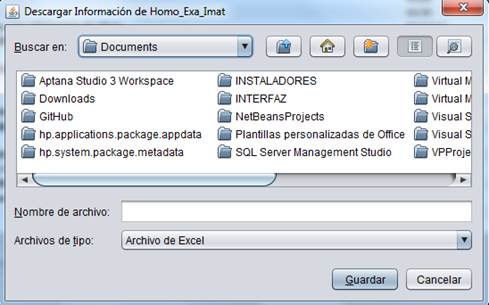 Descargar Información de Homo_Exa_Imat
Buscar en: Documents
Aptana Studio 3 Workspace INSTALADORES Virtual M
Downloads INTERFAZ Virtual M
GitHub NetBeansProjects Visual S
hp.applications.package.appdata Plantillas personalizadas de Office Visual S
hp.system.metadata SQL Server Management Studio VPProje
Nombre de archivo:
Archivos de tipo: Archivo de Excel
Guardar Cancelar